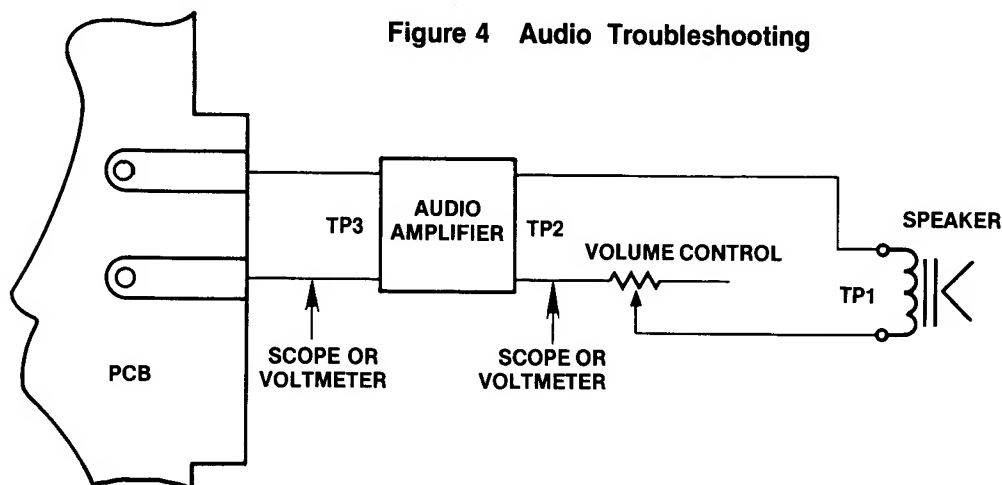 Figure 4 Audio Troubleshooting
TP3
AUDIO
AMPLIFIER
TP2
VOLUME CONTROL
SPEAKER
TP1
PCB
SCOPE OR
VOLTMETER
SCOPE OR
VOLTMETER